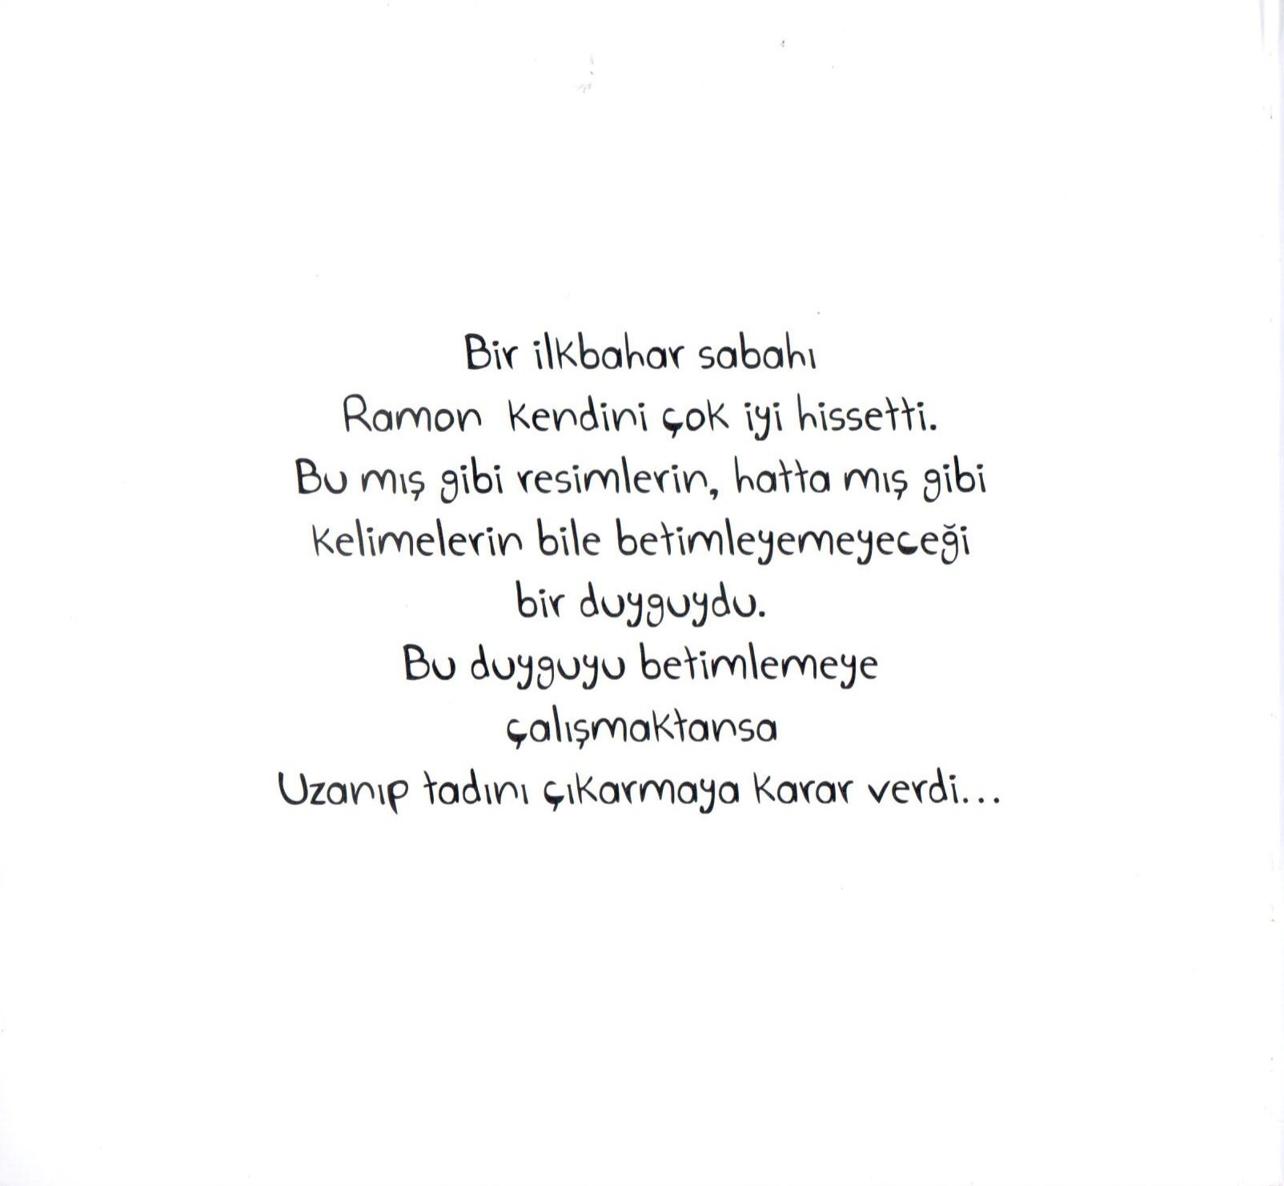 Bir ilkbahar sabahı
Ramon kendini çok iyi hissetti.
Bu mış gibi resimlerin, hatta mış gibi
kelimelerin bile betimleyemeyeceği
bir duyguydu.
Bu duyguyu betimlemeye
çalışmaktansa
Uzanıp tadını çıkarmaya karar verdi...